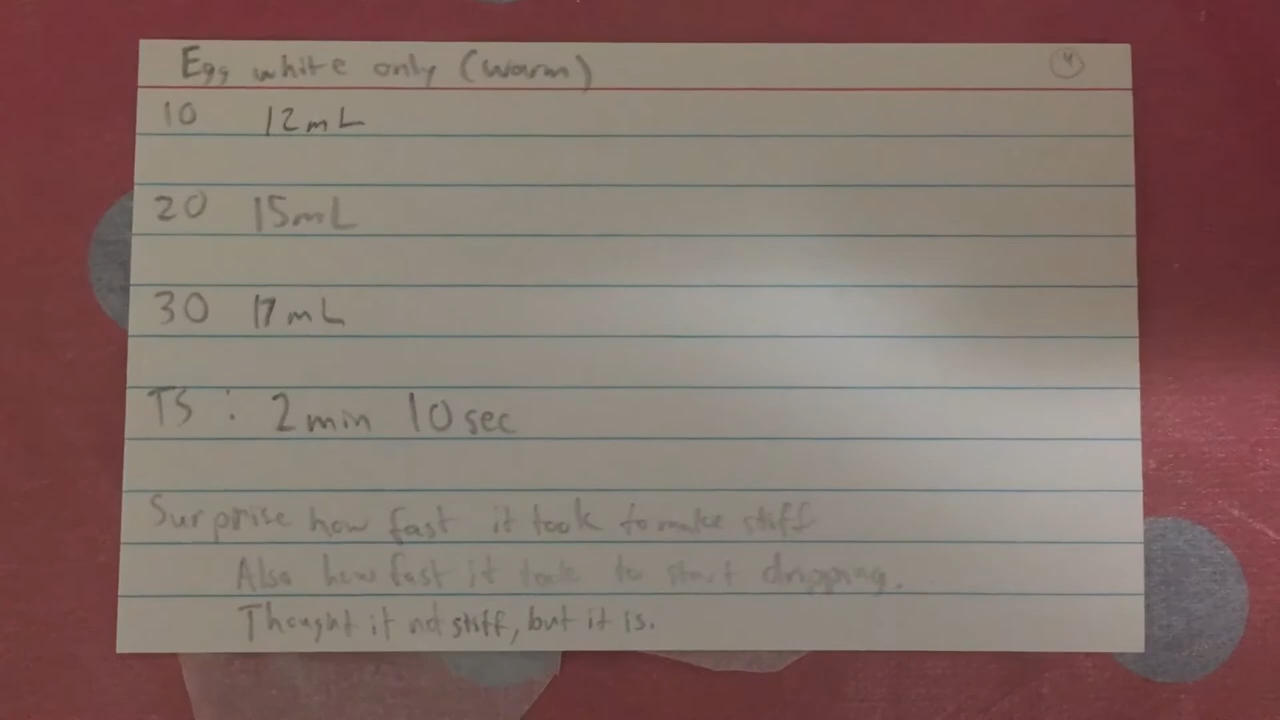 Egg white only (warm) 4
10 12mL
20 15mL
30 17mL
TS : 2min 10sec
Surprise how fast it took to make stiff
Also how fast it took to start dripping.
Thought it not stiff, but it is.